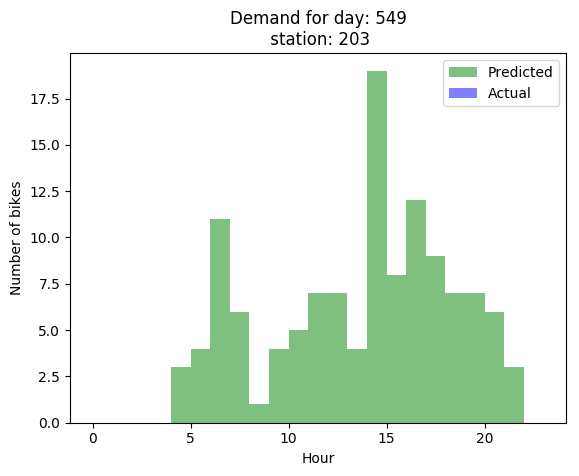 Demand for day: 549
station: 203
Predicted
Actual
Number of bikes
17.5
15.0
12.5
10.0
7.5
5.0
2.5
0.0
0
5
10
15
20
Hour